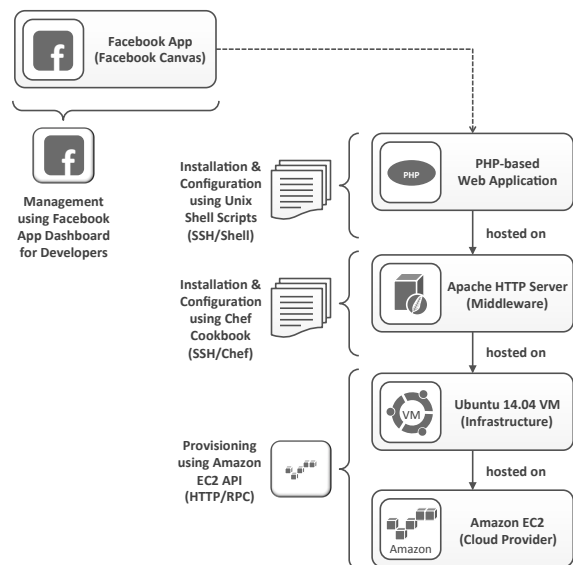 Facebook App
(Facebook Canvas)
Management
using Facebook
App Dashboard
for Developers
Installation &
Configuration
using Unix
Shell Scripts
(SSH/Shell)
PHP
PHP-based
Web Application
hosted on
Installation &
Configuration
using Chef
Cookbook
(SSH/Chef)
Apache HTTP Server
(Middleware)
hosted on
Provisioning
using Amazon
EC2 API
(HTTP/RPC)
VM
Ubuntu 14.04 VM
(Infrastructure)
hosted on
Amazon
Amazon EC2
(Cloud Provider)